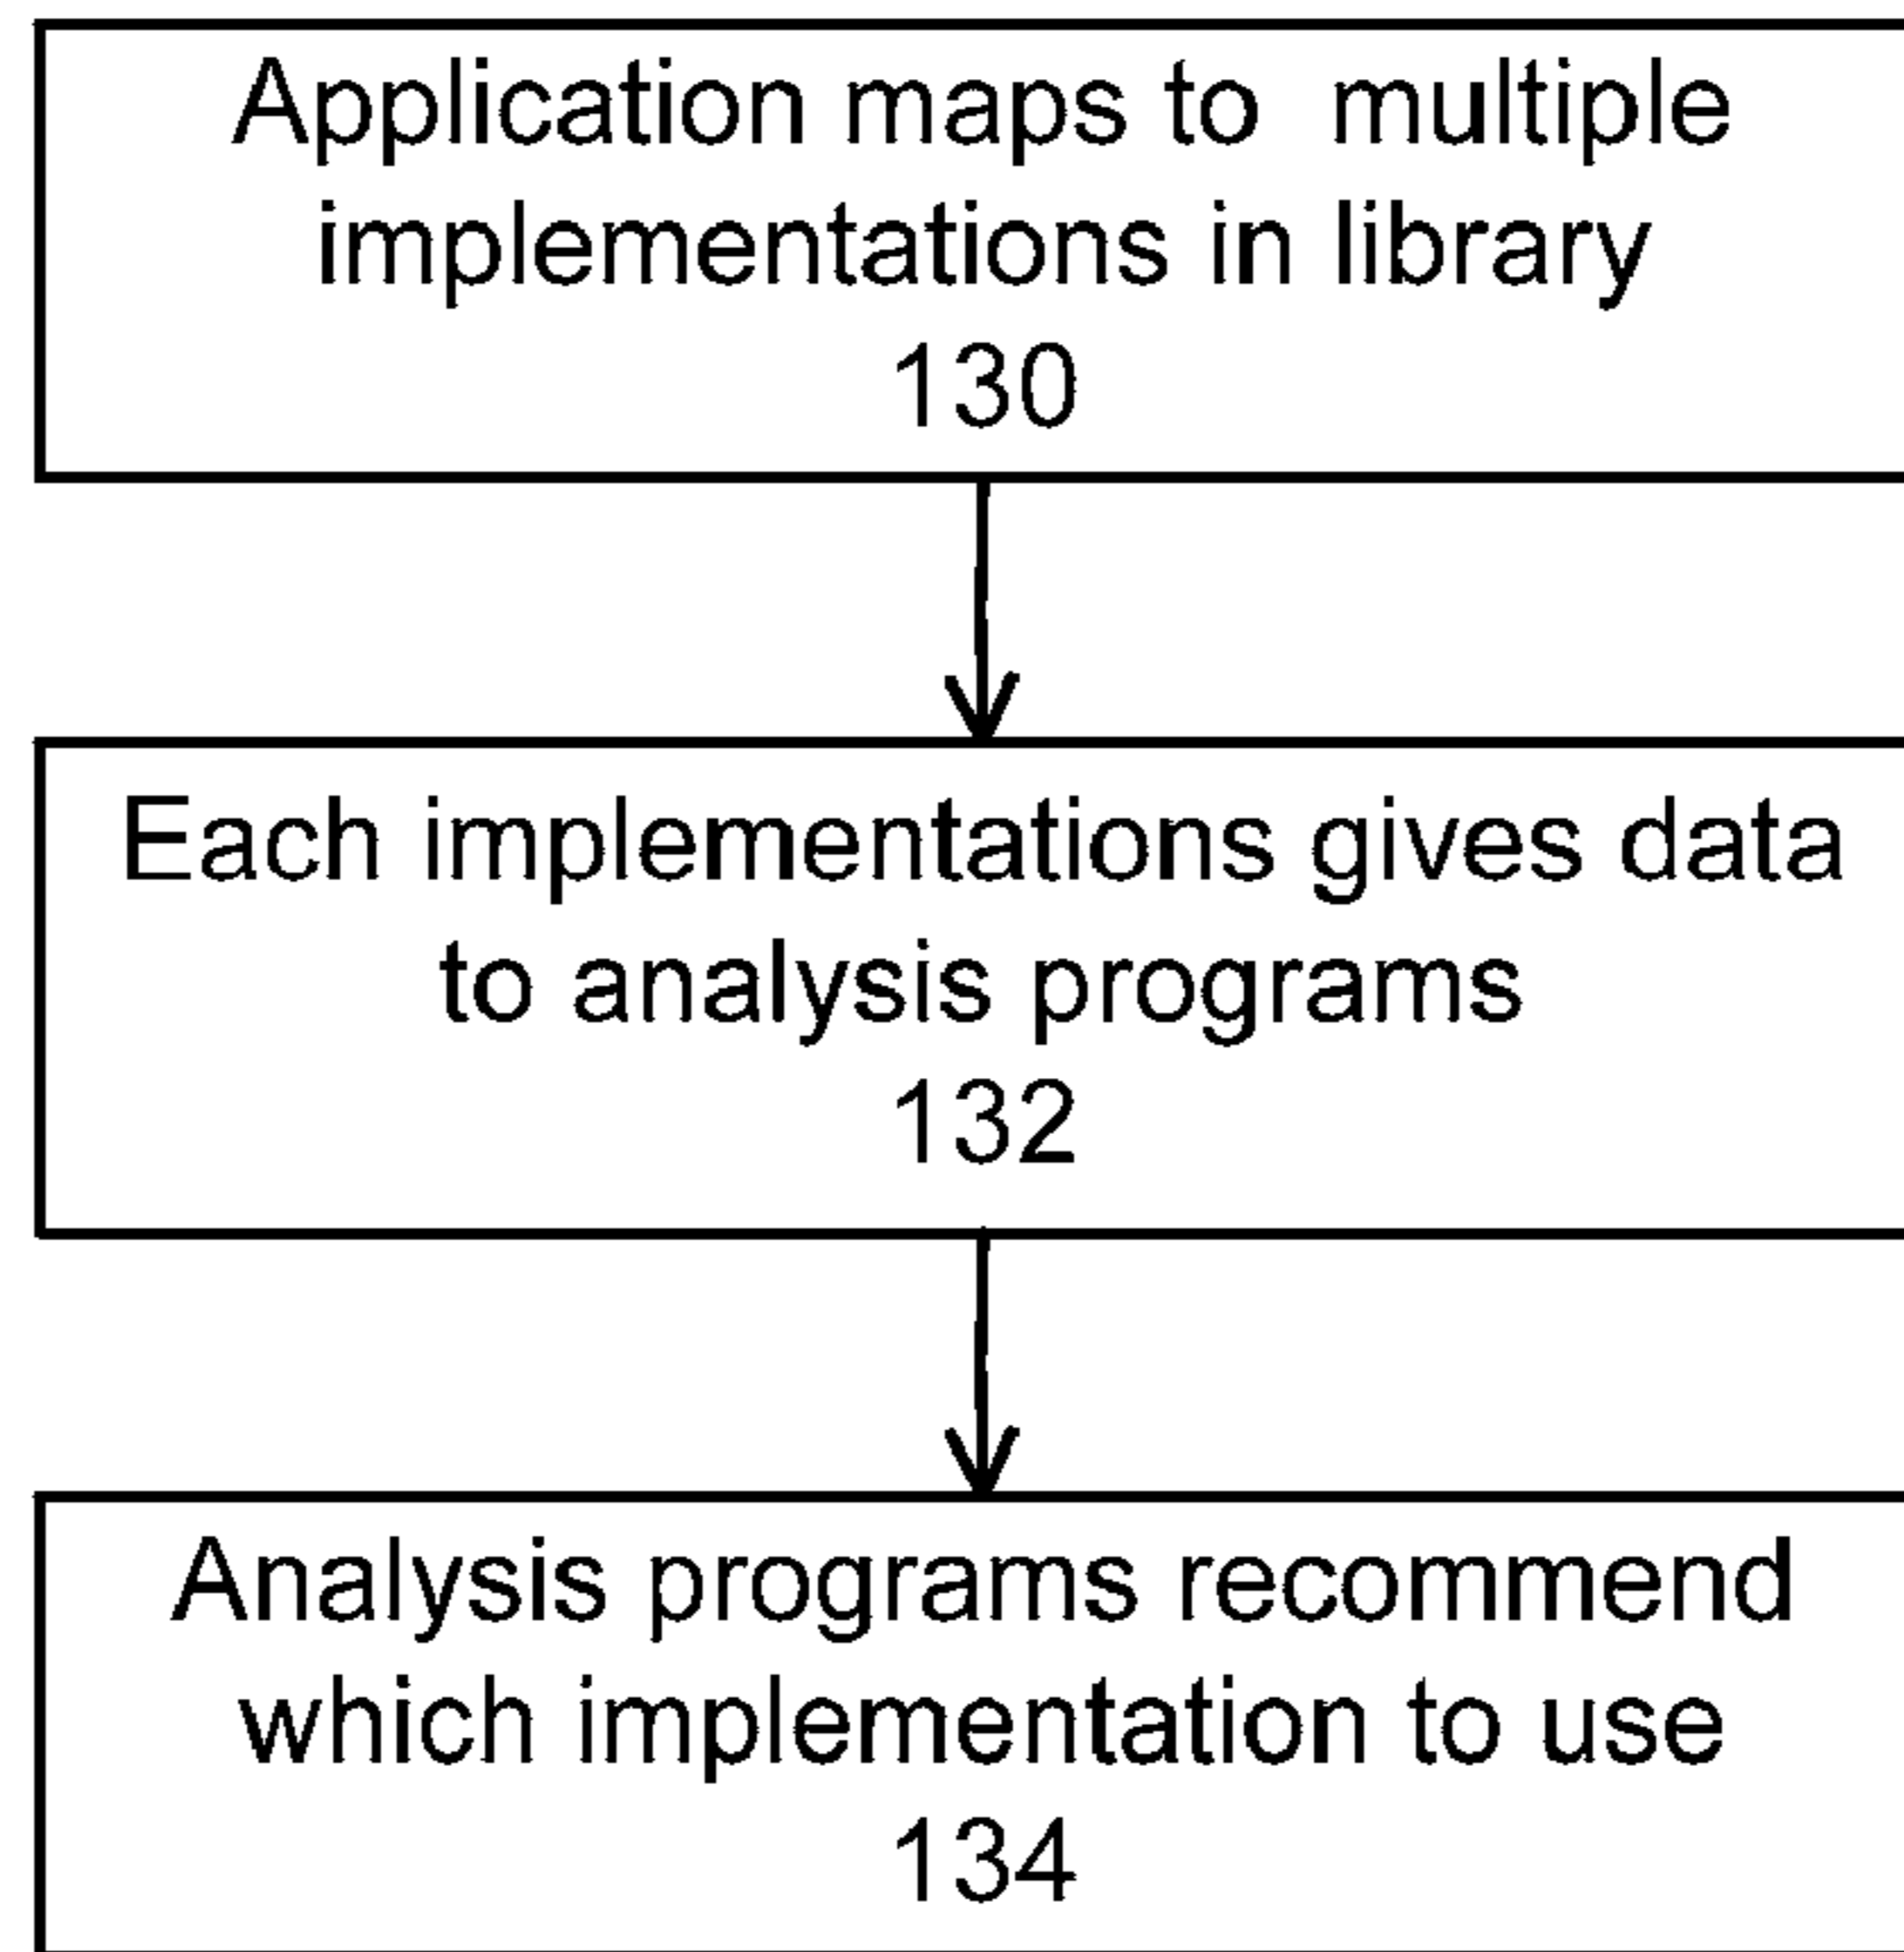 Application maps to multiple
implementations in library
130
Each implementations gives data
to analysis programs
132
Analysis programs recommend
which implementation to use
134